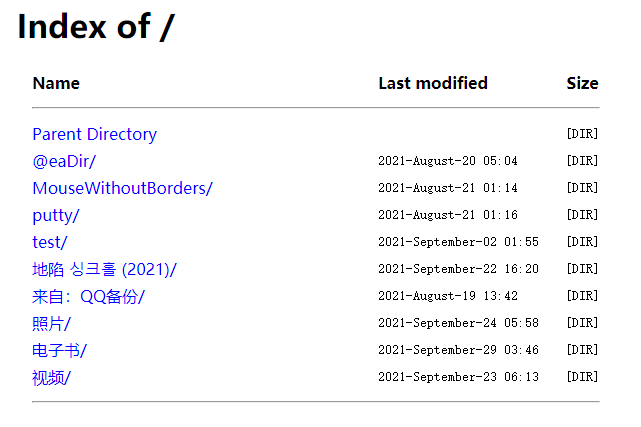 Index of /
Name Last modified Size
Parent Directory [DIR]
@eaDir/ 2021-August-20 05:04 [DIR]
MouseWithoutBorders/ 2021-August-21 01:14 [DIR]
putty/ 2021-August-21 01:16 [DIR]
test/ 2021-September-02 01:55 [DIR]
地陷 싱크홀 (2021)/ 2021-September-22 16:20 [DIR]
来自：QQ备份/ 2021-August-19 13:42 [DIR]
照片/ 2021-September-24 05:58 [DIR]
电子书/ 2021-September-29 03:46 [DIR]
视频/ 2021-September-23 06:13 [DIR]